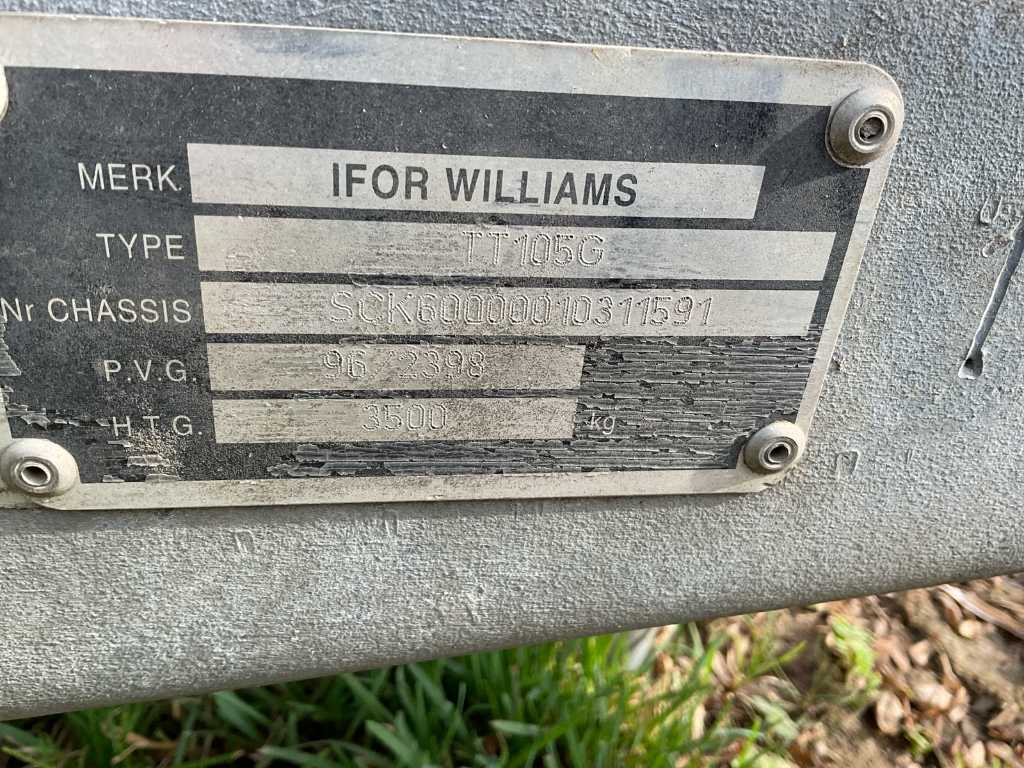 MERK. IFOR WILLIAMS
TYPE TT105G
Nr CHASSIS SCK60000010311591
P.V.G. 96/2398
H.T.G. 3500 kg